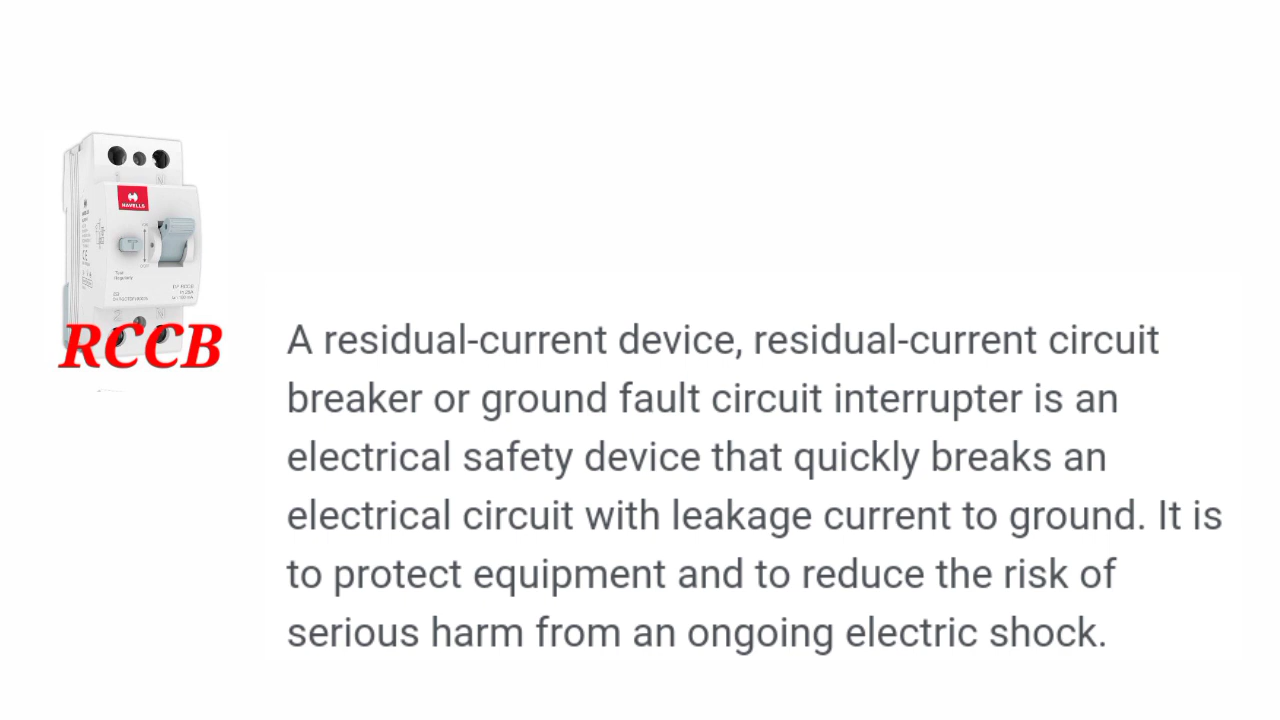 HAVELLS
RCCB
A residual-current device, residual-current circuit
breaker or ground fault circuit interrupter is an
electrical safety device that quickly breaks an
electrical circuit with leakage current to ground. It is
to protect equipment and to reduce the risk of
serious harm from an ongoing electric shock.